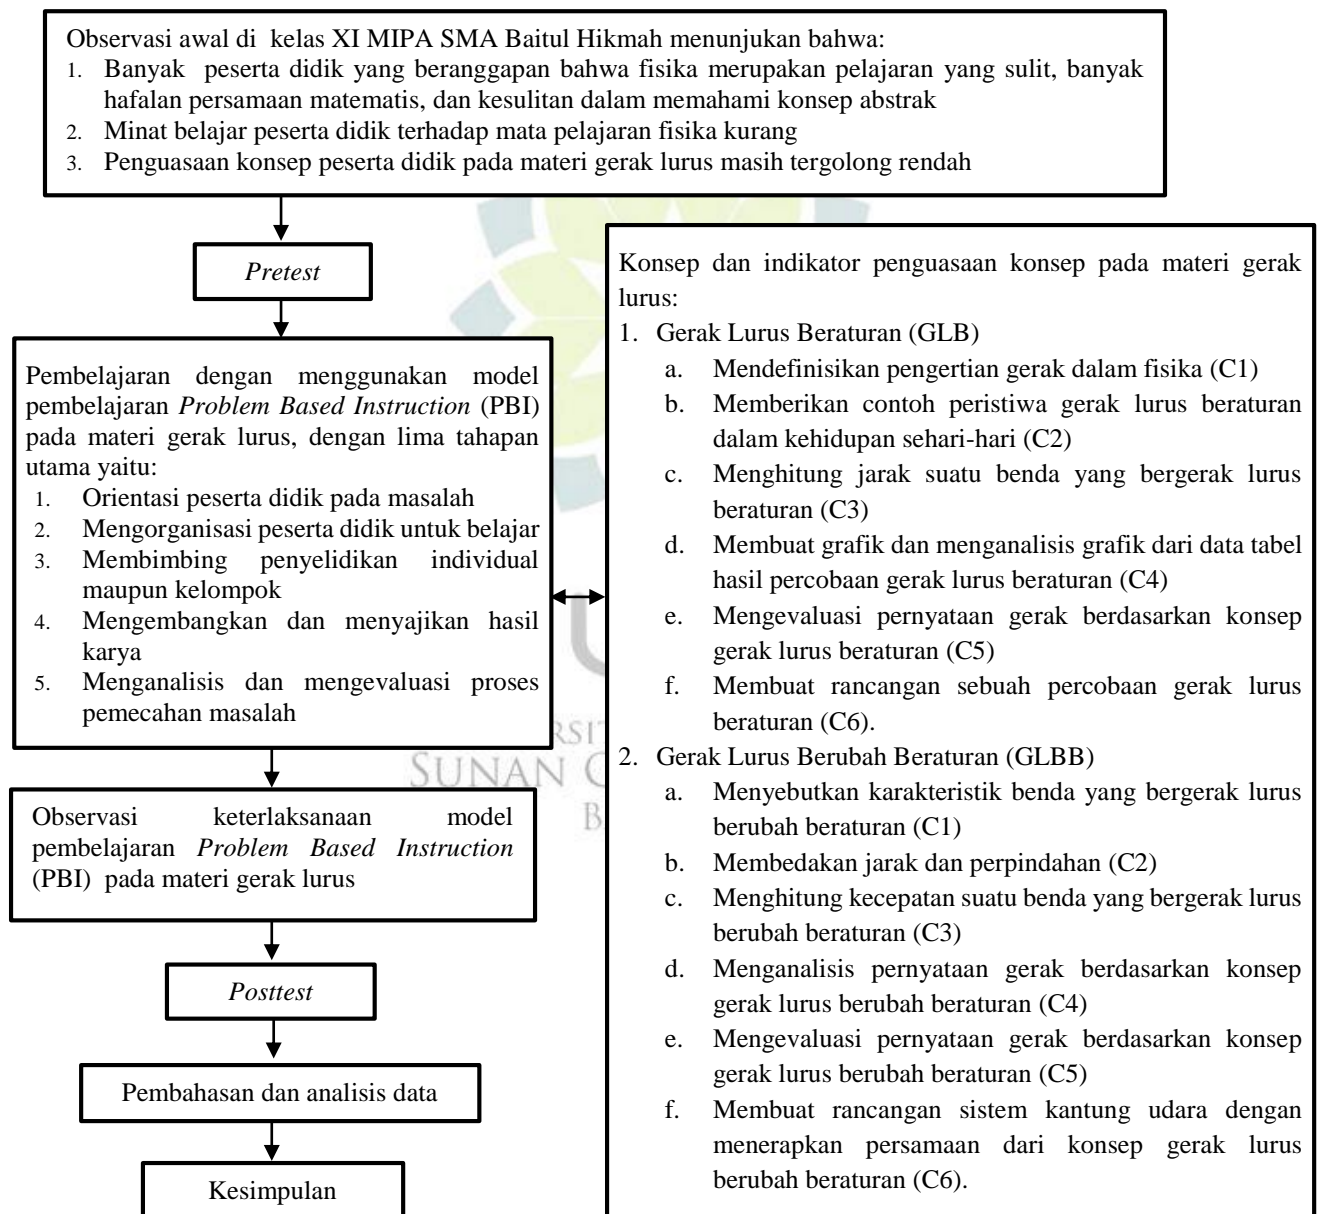 Observasi awal di kelas XI MIPA SMA Baitul Hikmah menunjukan bahwa:
1. Banyak peserta didik yang beranggapan bahwa fisika merupakan pelajaran yang sulit, banyak
hafalan persamaan matematis, dan kesulitan dalam memahami konsep abstrak
2. Minat belajar peserta didik terhadap mata pelajaran fisika kurang
3. Penguasaan konsep peserta didik pada materi gerak lurus masih tergolong rendah
Pretest
Pembelajaran dengan menggunakan model
pembelajaran Problem Based Instruction (PBI)
pada materi gerak lurus, dengan lima tahapan
utama yaitu:
1. Orientasi peserta didik pada masalah
2. Mengorganisasi peserta didik untuk belajar
3. Membimbing penyelidikan individual
maupun kelompok
4. Mengembangkan dan menyajikan hasil
karya
5. Menganalisis dan mengevaluasi proses
pemecahan masalah
Observasi keterlaksanaan model
pembelajaran Problem Based Instruction
(PBI) pada materi gerak lurus
Posttest
Pembahasan dan analisis data
Kesimpulan
Konsep dan indikator penguasaan konsep pada materi gerak
lurus:
1. Gerak Lurus Beraturan (GLB)
a. Mendefinisikan pengertian gerak dalam fisika (C1)
b. Memberikan contoh peristiwa gerak lurus beraturan
dalam kehidupan sehari-hari (C2)
c. Menghitung jarak suatu benda yang bergerak lurus
beraturan (C3)
d. Membuat grafik dan menganalisis grafik dari data tabel
hasil percobaan gerak lurus beraturan (C4)
e. Mengevaluasi pernyataan gerak berdasarkan konsep
gerak lurus beraturan (C5)
f. Membuat rancangan sebuah percobaan gerak lurus
beraturan (C6).
2. Gerak Lurus Berubah Beraturan (GLBB)
a. Menyebutkan karakteristik benda yang bergerak lurus
berubah beraturan (C1)
b. Membedakan jarak dan perpindahan (C2)
c. Menghitung kecepatan suatu benda yang bergerak lurus
berubah beraturan (C3)
d. Menganalisis pernyataan gerak berdasarkan konsep
gerak lurus berubah beraturan (C4)
e. Mengevaluasi pernyataan gerak berdasarkan konsep
gerak lurus berubah beraturan (C5)
f. Membuat rancangan sistem kantung udara dengan
menerapkan persamaan dari konsep gerak lurus
berubah beraturan (C6).
SUNAN